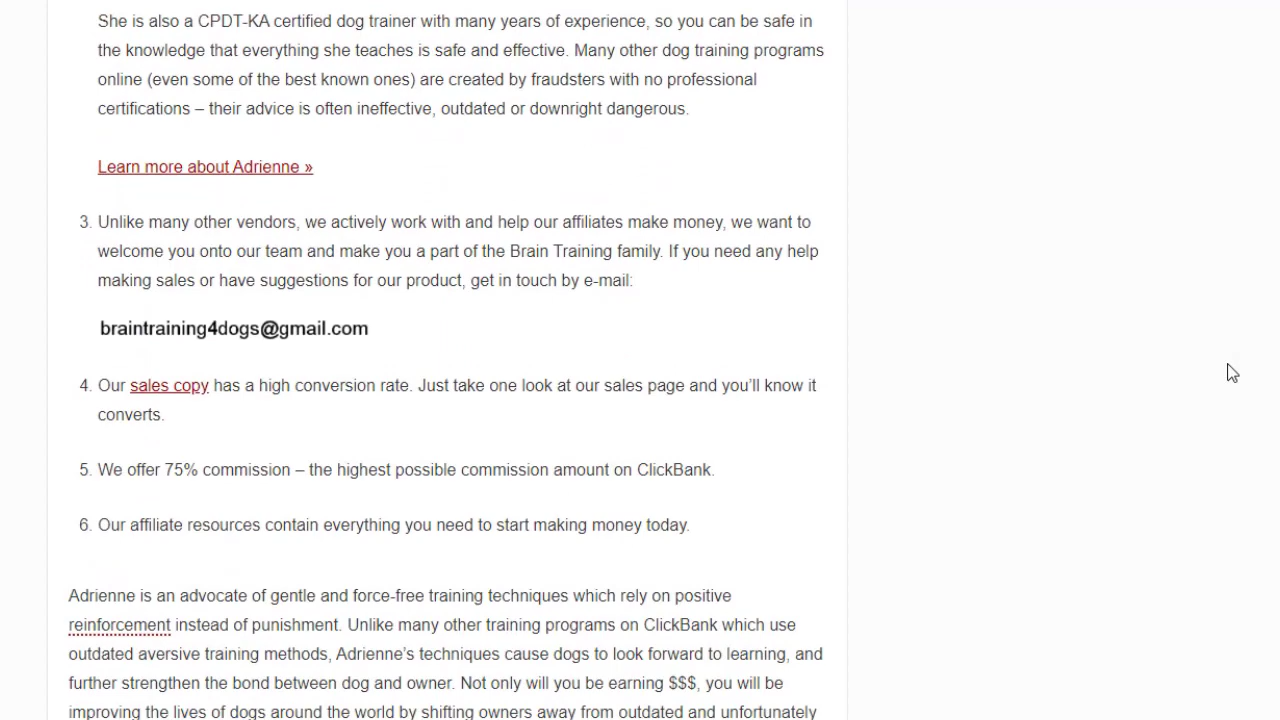 She is also a CPDT-KA certified dog trainer with many years of experience, so you can be safe in
the knowledge that everything she teaches is safe and effective. Many other dog training programs
online (even some of the best known ones) are created by fraudsters with no professional
certifications – their advice is often ineffective, outdated or downright dangerous.
Learn more about Adrienne »
3. Unlike many other vendors, we actively work with and help our affiliates make money, we want to
welcome you onto our team and make you a part of the Brain Training family. If you need any help
making sales or have suggestions for our product, get in touch by e-mail:
braintraining4dogs@gmail.com
4. Our sales copy has a high conversion rate. Just take one look at our sales page and you’ll know it
converts.
5. We offer 75% commission – the highest possible commission amount on ClickBank.
6. Our affiliate resources contain everything you need to start making money today.
Adrienne is an advocate of gentle and force-free training techniques which rely on positive
reinforcement instead of punishment. Unlike many other training programs on ClickBank which use
outdated aversive training methods, Adrienne’s techniques cause dogs to look forward to learning, and
further strengthen the bond between dog and owner. Not only will you be earning $$$, you will be
improving the lives of dogs around the world by shifting owners away from outdated and unfortunately